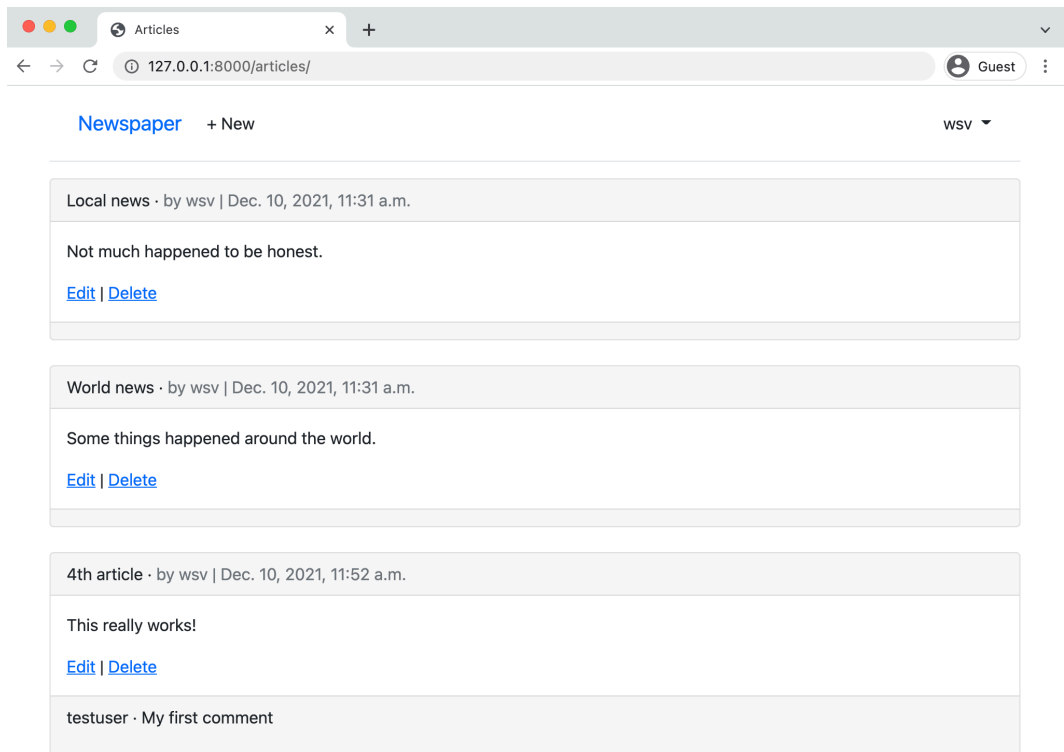 Articles
127.0.0.1:8000/articles/
Guest
Newspaper + New wsv
Local news · by wsv | Dec. 10, 2021, 11:31 a.m.
Not much happened to be honest.
Edit | Delete
World news · by wsv | Dec. 10, 2021, 11:31 a.m.
Some things happened around the world.
Edit | Delete
4th article · by wsv | Dec. 10, 2021, 11:52 a.m.
This really works!
Edit | Delete
testuser · My first comment